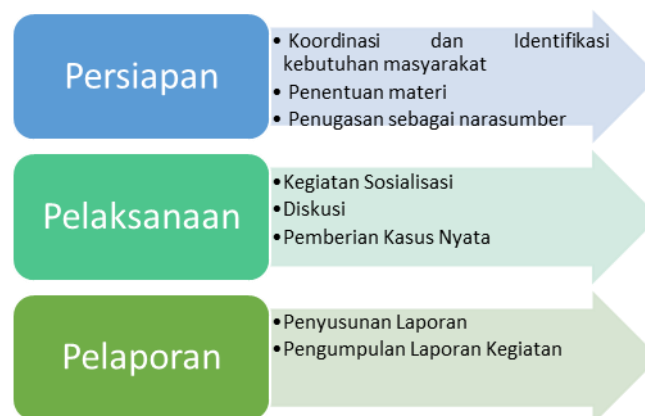 Persiapan
• Koordinasi dan Identifikasi
kebutuhan masyarakat
• Penentuan materi
• Penugasan sebagai narasumber
Pelaksanaan
•Kegiatan Sosialisasi
•Diskusi
•Pemberian Kasus Nyata
Pelaporan
•Penyusunan Laporan
•Pengumpulan Laporan Kegiatan